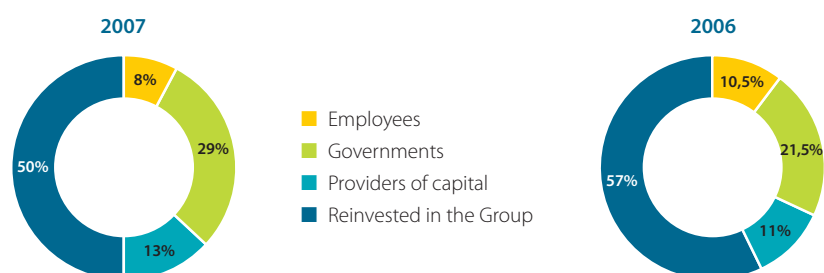 2007
8%
29%
13%
50%
Employees
Governments
Providers of capital
Reinvested in the Group
2006
10,5%
21,5%
11%
57%